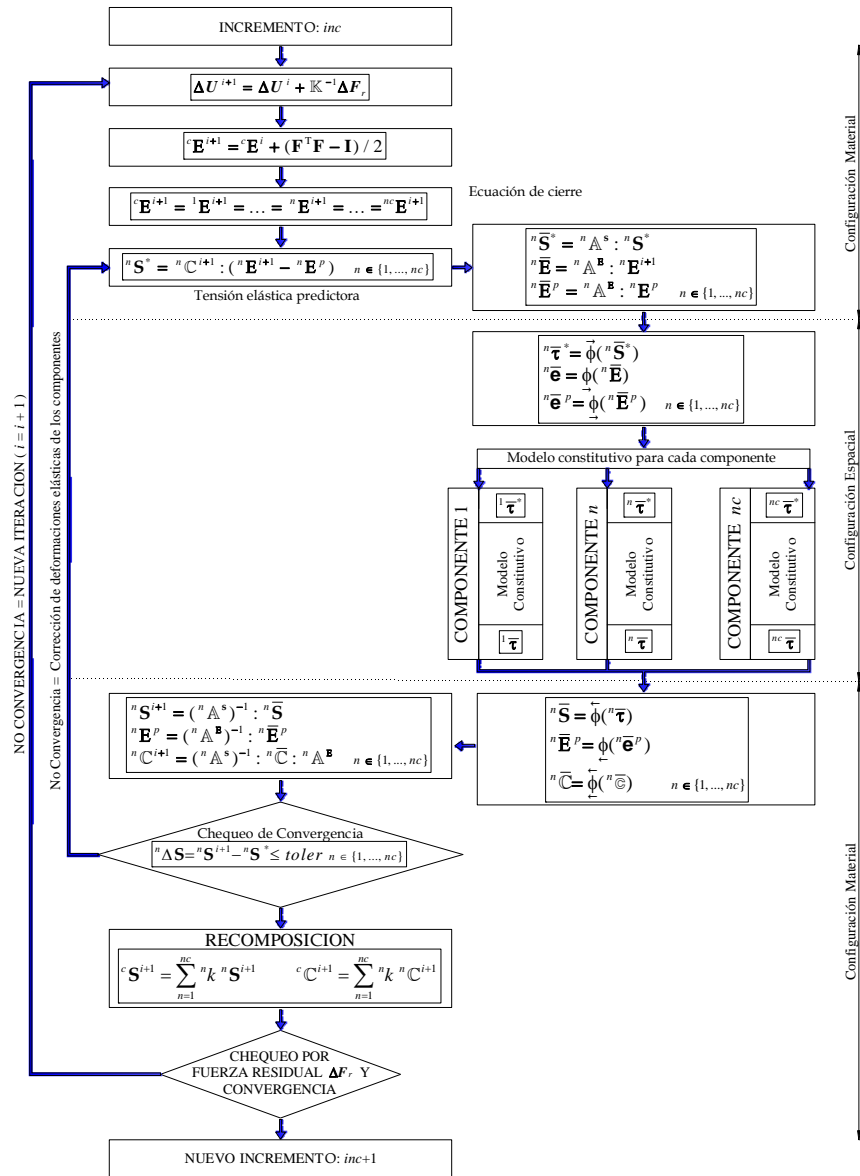 INCREMENTO: inc
ΔU^{i+1} = ΔU^i + 𝕂^{-1} ΔF_r
^cE^{i+1} = ^cE^i + (F^T F − I) / 2
^cE^{i+1} = ^1E^{i+1} = ... = ^nE^{i+1} = ... = ^{nc}E^{i+1}
^nS^* = ^nℂ^{i+1} : (^nE^{i+1} − ^nE^p) n ∈ {1, ..., nc}
Tensión elástica predictora
Ecuación de cierre
^nS̄^* = ^n𝔸^S : ^nS^*
^nĒ = ^n𝔸^E : ^nE^{i+1}
^nĒ^p = ^n𝔸^E : ^nE^p n ∈ {1, ..., nc}
^nτ̄^* = ϕ⃗(^nS̄^*)
^nē = ϕ(^nĒ)
→
^nē^p = ϕ(^nĒ^p) n ∈ {1, ..., nc}
→
Modelo constitutivo para cada componente
COMPONENTE 1
^1τ̄^*
Modelo
Constitutivo
^1τ̄
COMPONENTE n
^nτ̄^*
Modelo
Constitutivo
^nτ̄
COMPONENTE nc
^{nc}τ̄^*
Modelo
Constitutivo
^{nc}τ̄
^nS̄ = ϕ⃖(^nτ̄)
^nĒ^p = ϕ(^nē^p)
←
^nℂ̄ = ϕ⃖(^n𝕔̄) n ∈ {1, ..., nc}
←
^nS^{i+1} = (^n𝔸^S)^{-1} : ^nS̄
^nE^p = (^n𝔸^E)^{-1} : ^nĒ^p
^nℂ^{i+1} = (^n𝔸^S)^{-1} : ^nℂ̄ : ^n𝔸^E n ∈ {1, ..., nc}
Chequeo de Convergencia
^nΔS = ^nS^{i+1} − ^nS^* ≤ toler n ∈ {1, ..., nc}
RECOMPOSICION
^cS^{i+1} = ∑_{n=1}^{nc} ^nk ^nS^{i+1} ^cℂ^{i+1} = ∑_{n=1}^{nc} ^nk ^nℂ^{i+1}
CHEQUEO POR
FUERZA RESIDUAL ΔF_r Y
CONVERGENCIA
NUEVO INCREMENTO: inc+1
NO CONVERGENCIA = NUEVA ITERACION ( i = i + 1 )
No Convergencia = Corrección de deformaciones elásticas de los componentes
Configuración Material
Configuración Espacial
Configuración Material